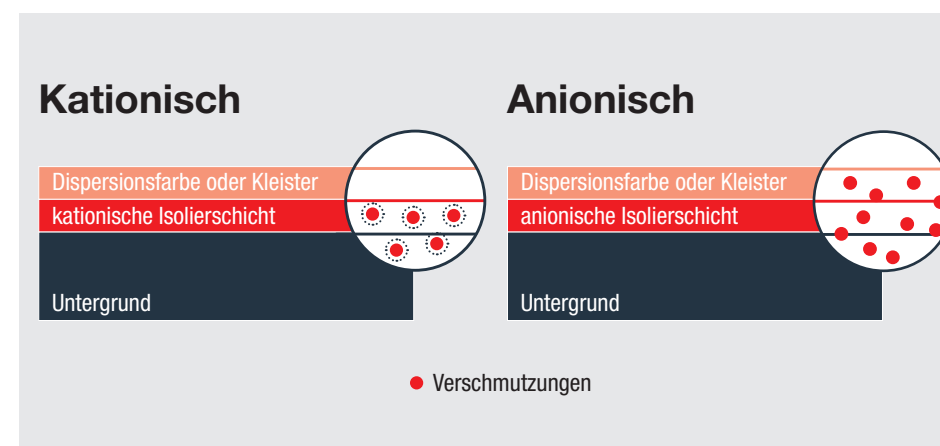 Kationisch
Dispersionsfarbe oder Kleister
kationische Isolierschicht
Untergrund
Anionisch
Dispersionsfarbe oder Kleister
anionische Isolierschicht
Untergrund
Verschmutzungen